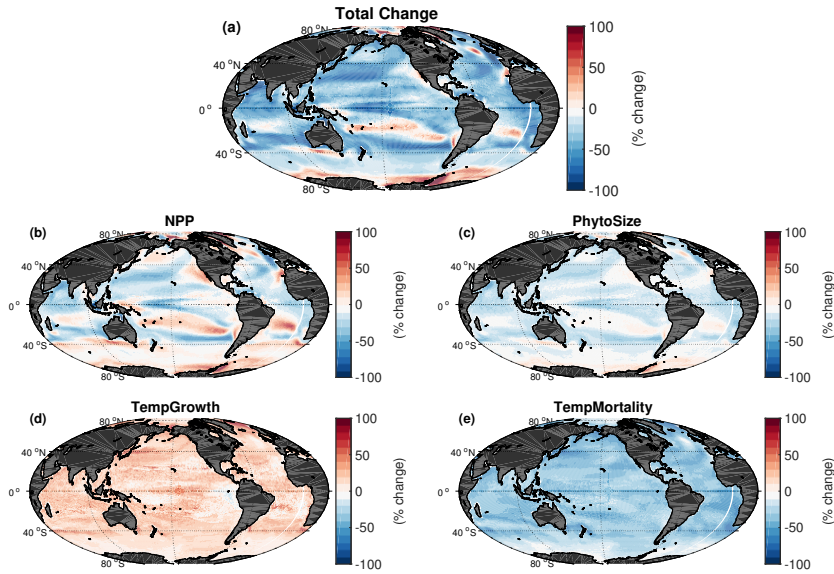 Total Change
(a)
80 °N
40 °N
0 °
40 °S
80 °S
100
50
0
-50
-100
(% change)
NPP
(b)
80 °N
40 °N
0 °
40 °S
80 °S
100
50
0
-50
-100
(% change)
PhytoSize
(c)
80 °N
40 °N
0 °
40 °S
80 °S
100
50
0
-50
-100
(% change)
TempGrowth
(d)
80 °N
40 °N
0 °
40 °S
80 °S
100
50
0
-50
-100
(% change)
TempMortality
(e)
80 °N
40 °N
0 °
40 °S
80 °S
100
50
0
-50
-100
(% change)